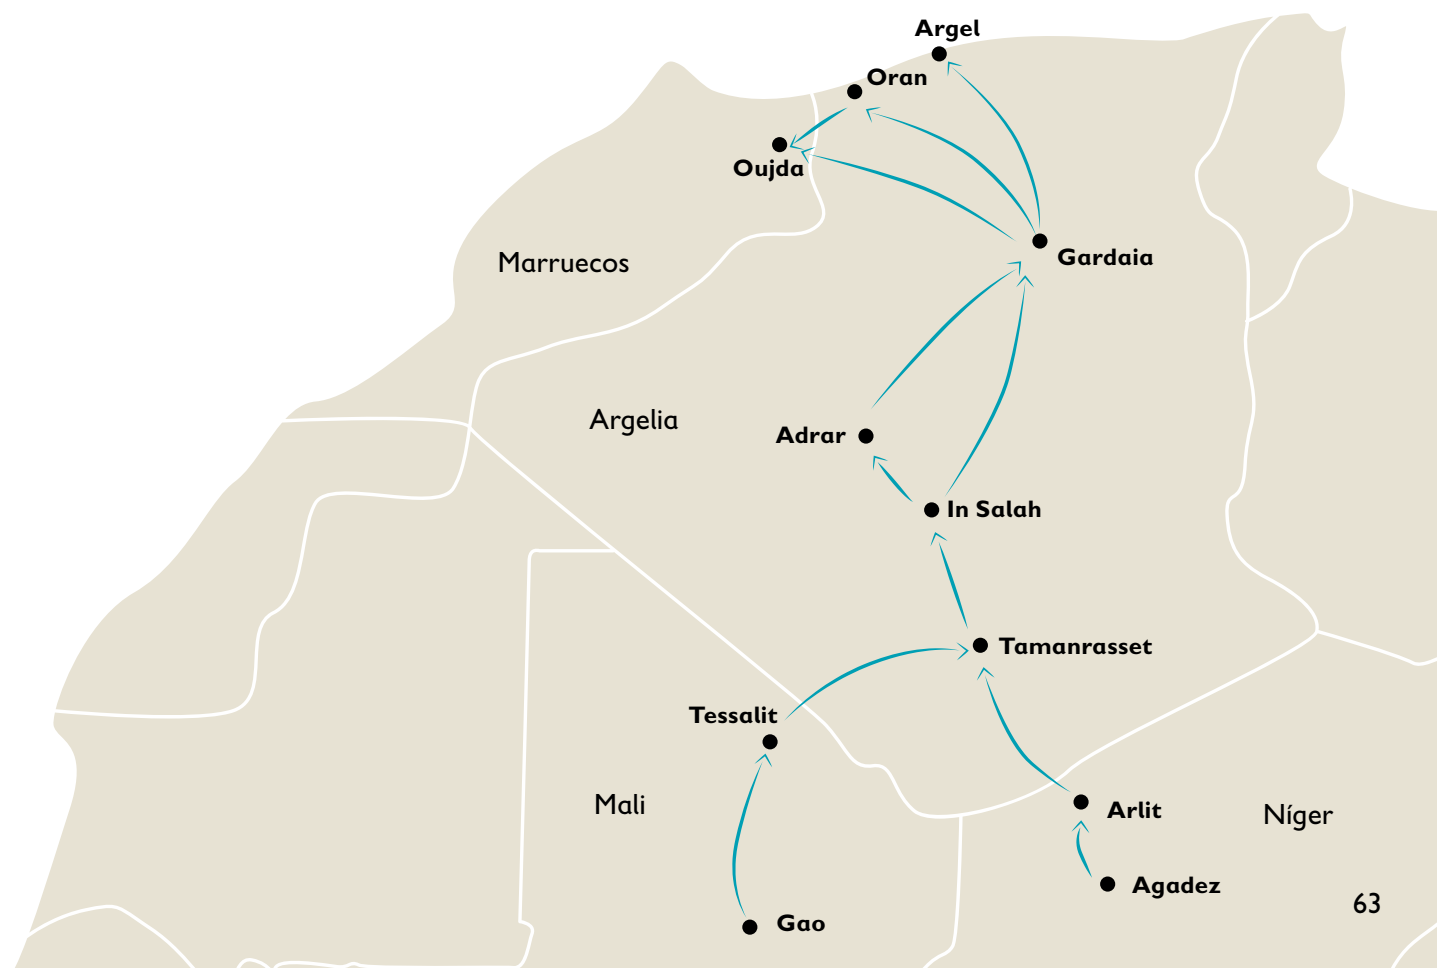 Argel
Oran
Oujda
Gardaia
Marruecos
Argelia
Adrar
In Salah
Tamanrasset
Tessalit
Mali
Arlit
Níger
Agadez
63
Gao